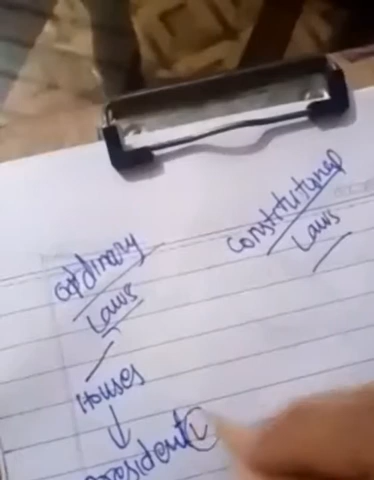 ordinary
Laws
Houses
President
constitutional
Laws